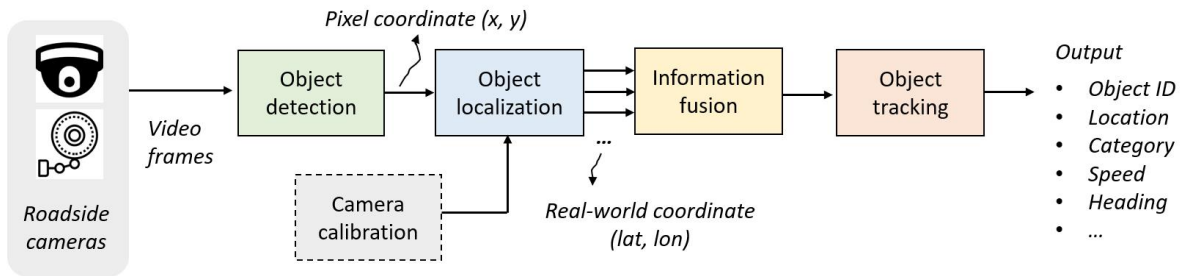 Pixel coordinate (x, y)
Roadside
cameras
Video
frames
Object
detection
Object
localization
Camera
calibration
...
Real-world coordinate
(lat, lon)
Information
fusion
Object
tracking
Output
• Object ID
• Location
• Category
• Speed
• Heading
• ...